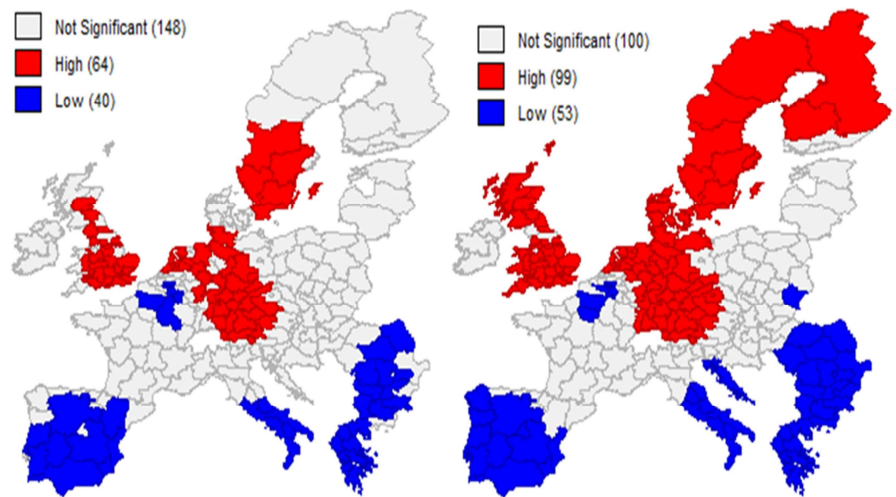 Not Significant (148)
High (64)
Low (40)
Not Significant (100)
High (99)
Low (53)